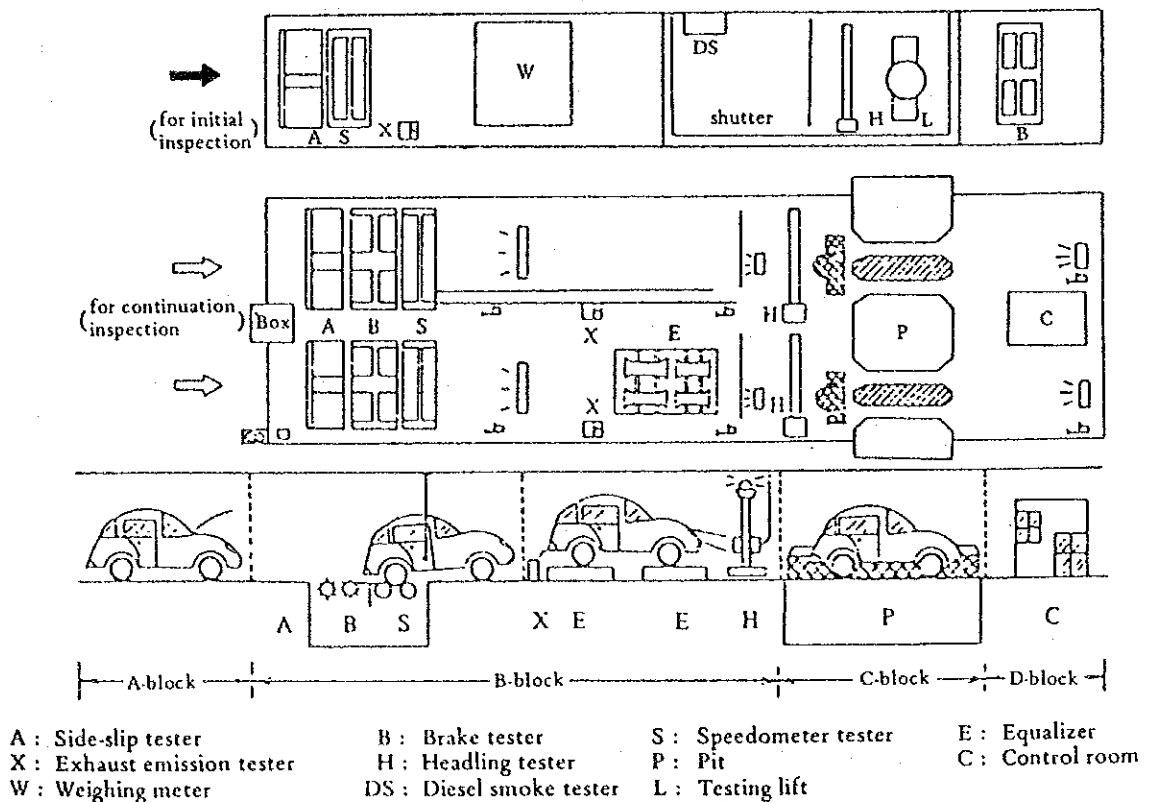 DS
W
shutter
(for initial
inspection)
A S X H L B
(for continuation
inspection)
Box
A B S X E H P C
X H
A B S X E E H P C
A-block B-block C-block D-block
A : Side-slip tester B : Brake tester S : Speedometer tester E : Equalizer
X : Exhaust emission tester H : Headling tester P : Pit C : Control room
W : Weighing meter DS : Diesel smoke tester L : Testing lift